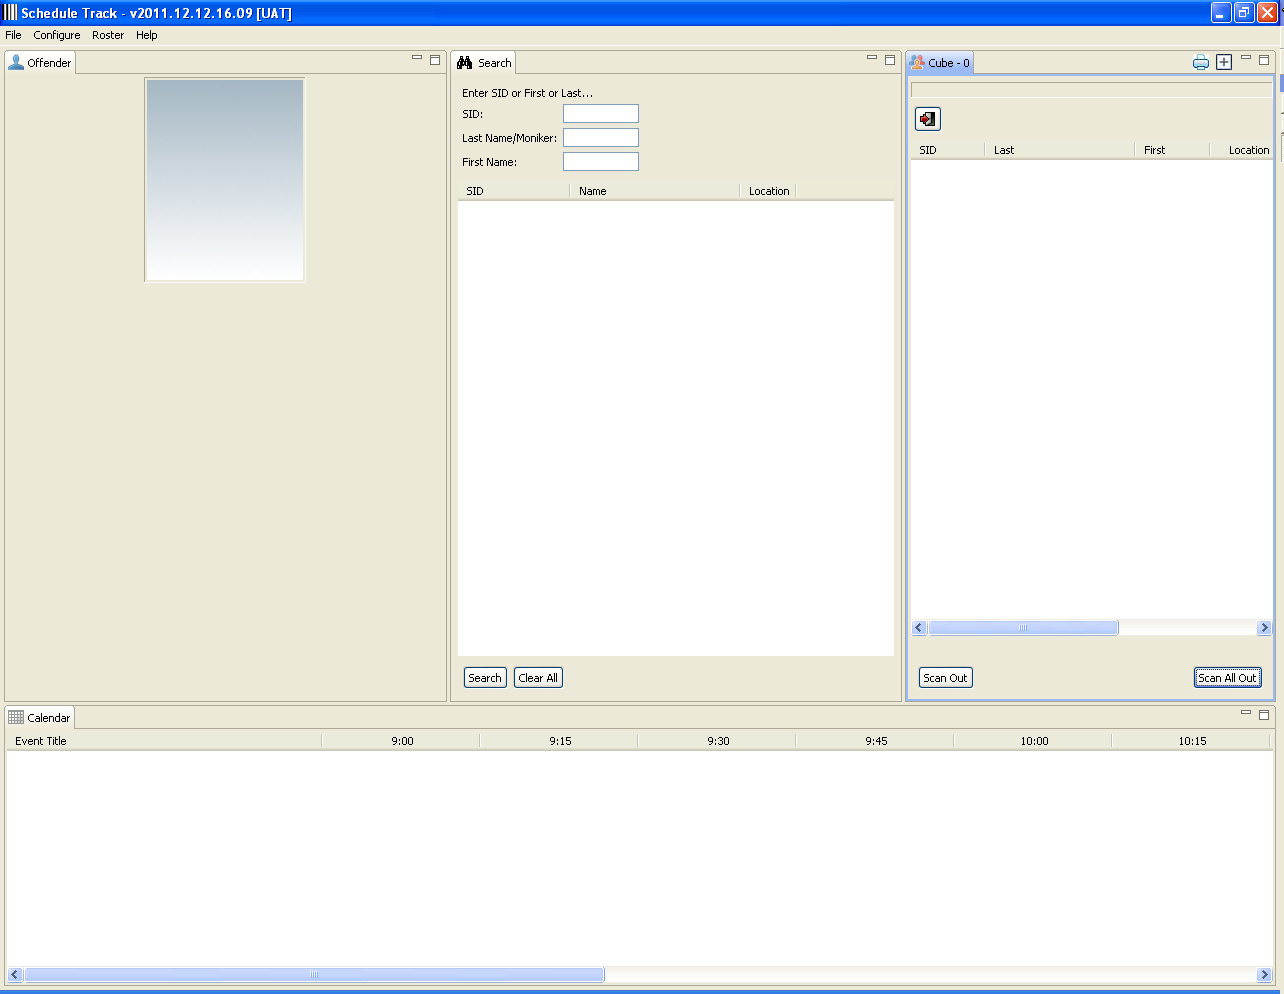 Schedule Track - v2011.12.12.16.09 [UAT]
File Configure Roster Help
Offender
Search
Enter SID or First or Last...
SID:
Last Name/Moniker:
First Name:
SID Name Location
Search Clear All
Cube - 0
SID Last First Location
Scan Out Scan All Out
Calendar
Event Title 9:00 9:15 9:30 9:45 10:00 10:15